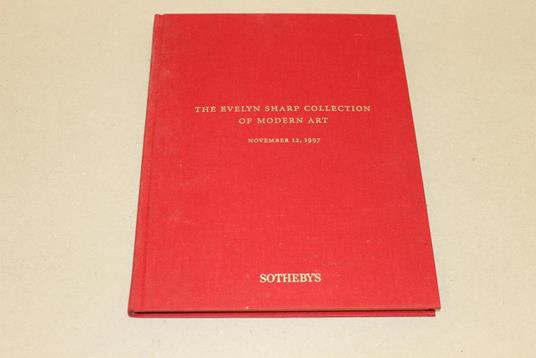 THE EVELYN SHARP COLLECTION
OF MODERN ART
NOVEMBER 12, 1997
SOTHEBY'S